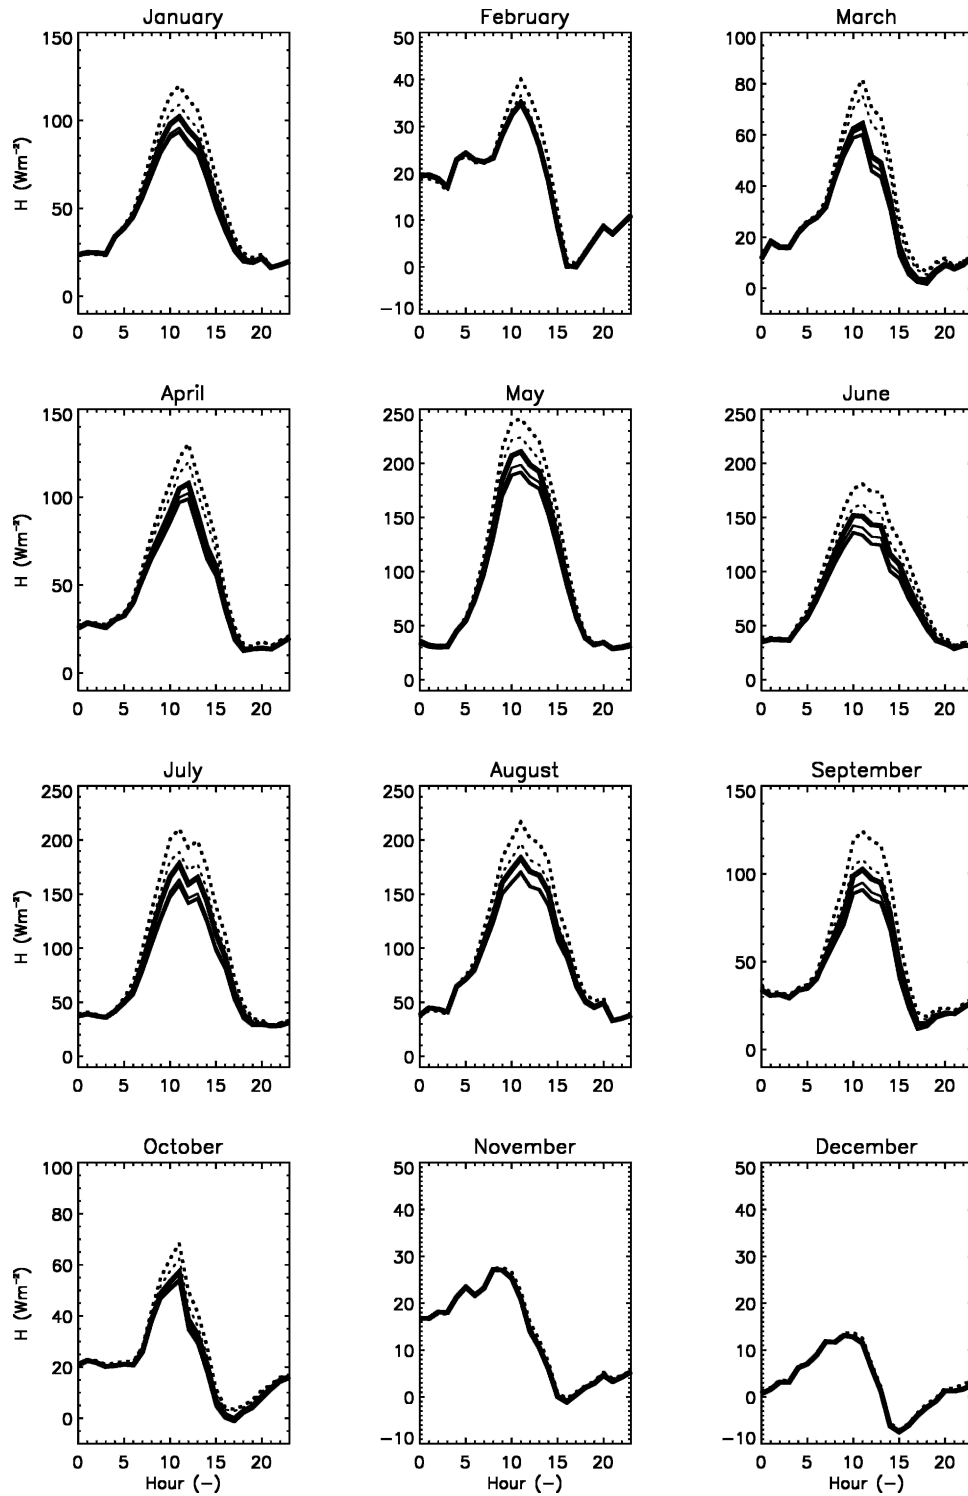 January February March
150 50 100
100 40 80
50 30 60
0 20 40
10 20
0 0
−10
H (Wm⁻²)
0 5 10 15 20 0 5 10 15 20 0 5 10 15 20
April May June
150 250 250
100 200 200
50 150 150
0 100 100
50 50
0 0
H (Wm⁻²)
0 5 10 15 20 0 5 10 15 20 0 5 10 15 20
July August September
250 250 150
200 200 100
150 150 50
100 100 0
50 50
0 0
H (Wm⁻²)
0 5 10 15 20 0 5 10 15 20 0 5 10 15 20
October November December
100 50 50
80 40 40
60 30 30
40 20 20
20 10 10
0 0 0
−10 −10
H (Wm⁻²)
0 5 10 15 20 0 5 10 15 20 0 5 10 15 20
Hour (−) Hour (−) Hour (−)